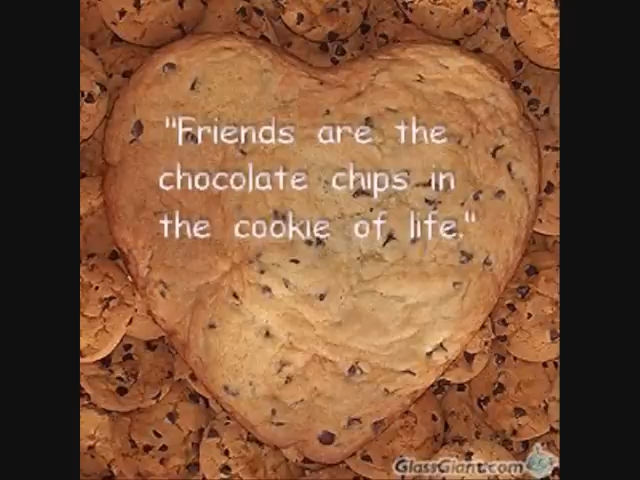 "Friends are the
chocolate chips in
the cookie of life."
GlassGiant.com